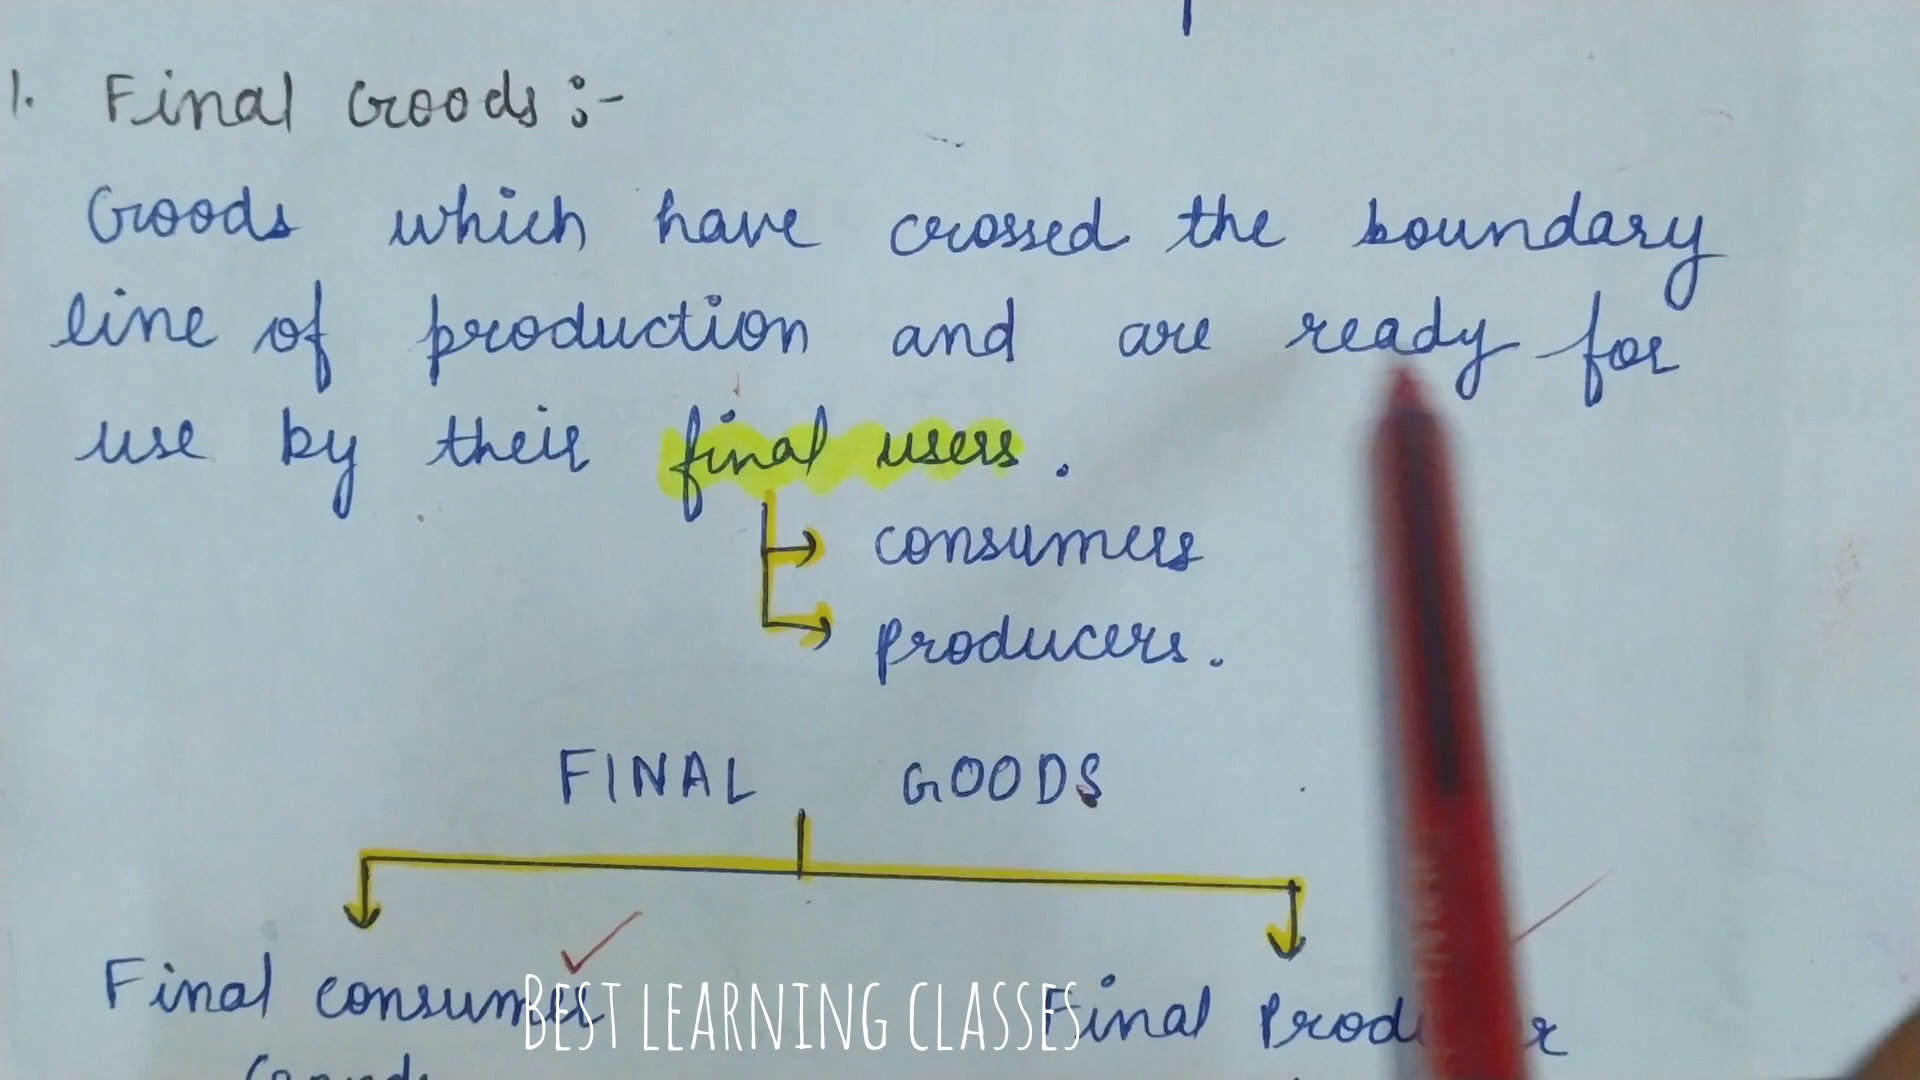 1. Final Goods :-
Goods which have crossed the boundary
line of production and are ready for
use by their final users.
consumers
producers.
FINAL GOODS
Final consumer Final
BEST LEARNING CLASSES